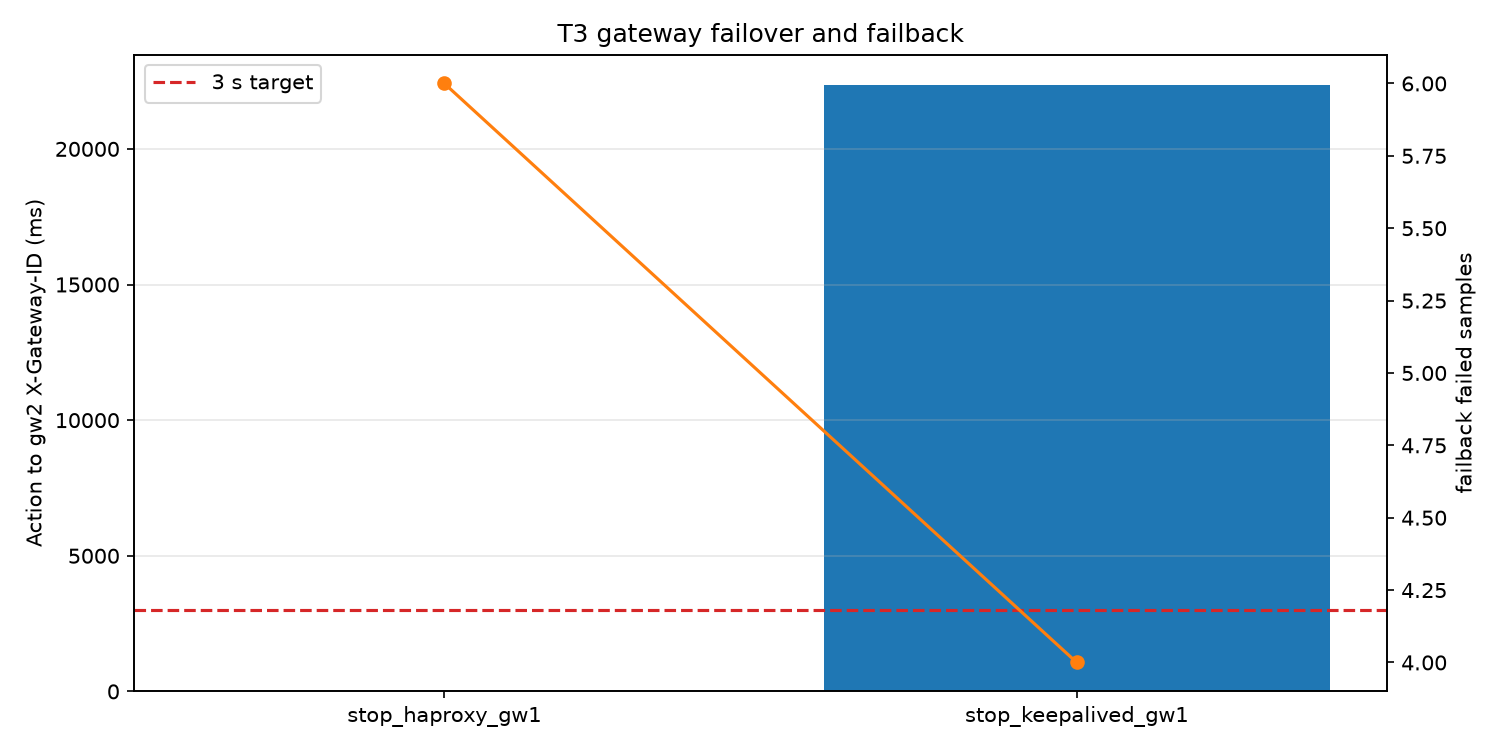 T3 gateway failover and failback
3 s target
Action to gw2 X-Gateway-ID (ms)
20000
15000
10000
5000
0
6.00
5.75
5.50
5.25
5.00
4.75
4.50
4.25
4.00
failback failed samples
stop_haproxy_gw1
stop_keepalived_gw1